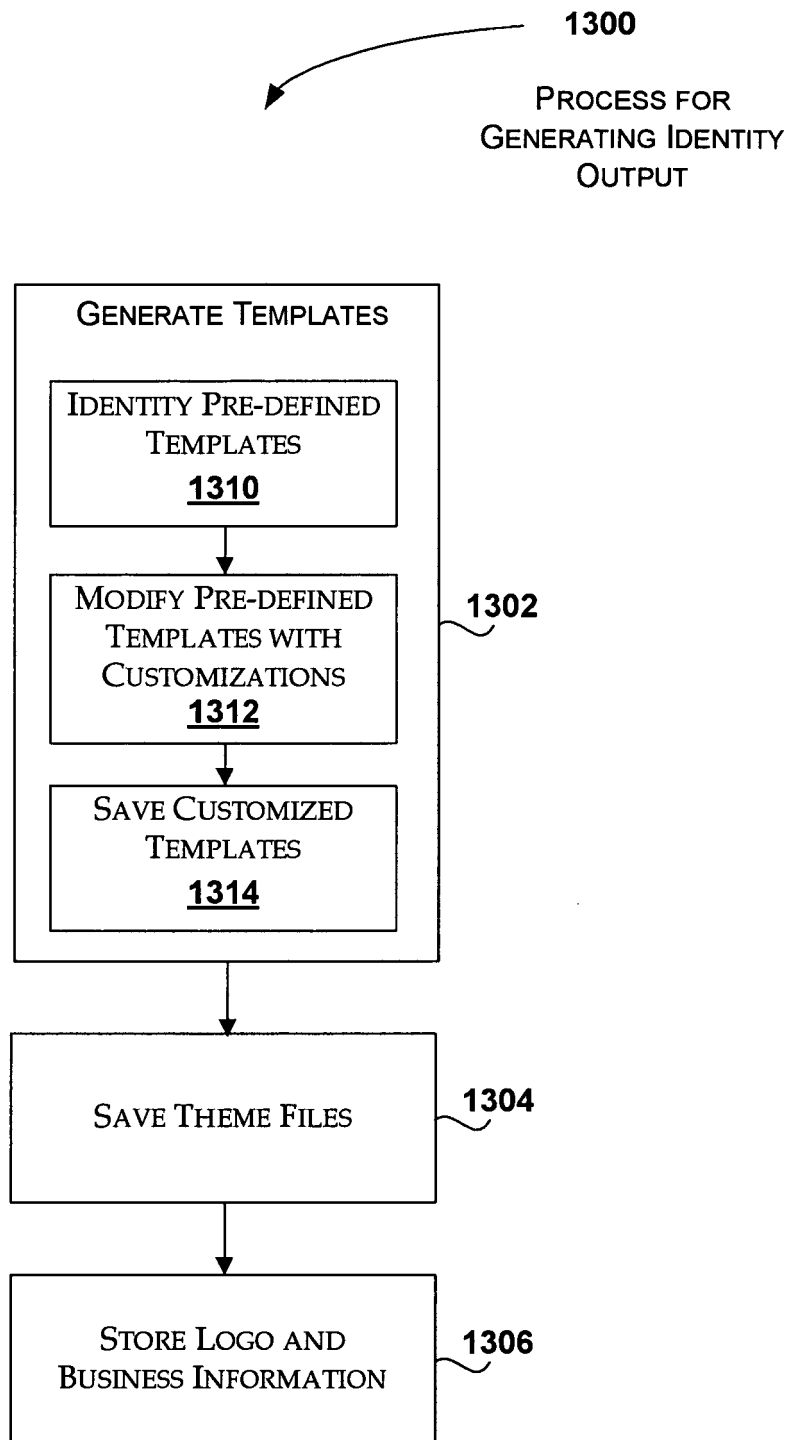 1300
PROCESS FOR
GENERATING IDENTITY
OUTPUT
GENERATE TEMPLATES
IDENTITY PRE-DEFINED
TEMPLATES
1310
MODIFY PRE-DEFINED
TEMPLATES WITH
CUSTOMIZATIONS
1312
1302
SAVE CUSTOMIZED
TEMPLATES
1314
SAVE THEME FILES
1304
STORE LOGO AND
BUSINESS INFORMATION
1306